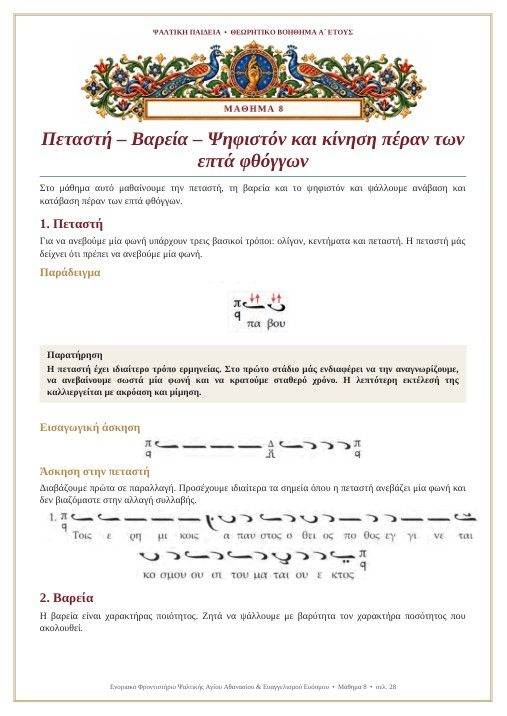 ΨΑΛΤΙΚΗ ΠΑΙΔΕΙΑ • ΘΕΩΡΗΤΙΚΟ ΒΟΗΘΗΜΑ Α΄ ΕΤΟΥΣ
ΜΑΘΗΜΑ 8
Πεταστή – Βαρεία – Ψηφιστόν και κίνηση πέραν των
επτά φθόγγων
Στο μάθημα αυτό μαθαίνουμε την πεταστή, τη βαρεία και το ψηφιστόν και ψάλλουμε ανάβαση και
κατάβαση πέραν των επτά φθόγγων.
1. Πεταστή
Για να ανεβούμε μία φωνή υπάρχουν τρεις βασικοί τρόποι: ολίγον, κεντήματα και πεταστή. Η πεταστή μάς
δείχνει ότι πρέπει να ανεβούμε μία φωνή.
Παράδειγμα
π
q
πα βου
Παρατήρηση
Η πεταστή έχει ιδιαίτερο τρόπο ερμηνείας. Στο πρώτο στάδιο μάς ενδιαφέρει να την αναγνωρίζουμε,
να ανεβαίνουμε σωστά μία φωνή και να κρατούμε σταθερό χρόνο. Η λεπτότερη εκτέλεσή της
καλλιεργείται με ακρόαση και μίμηση.
Εισαγωγική άσκηση
π Δ π
q q
Άσκηση στην πεταστή
Διαβάζουμε πρώτα σε παραλλαγή. Προσέχουμε ιδιαίτερα τα σημεία όπου η πεταστή ανεβάζει μία φωνή και
δεν βιαζόμαστε στην αλλαγή συλλαβής.
1. π
q
Τοις ε ρη μι κοις α παυ στος ο θει ος πο θος εγ γι νε ται
π
q
κο σμου ου σι του μα ται ου ε κτος
2. Βαρεία
Η βαρεία είναι χαρακτήρας ποιότητος. Ζητά να ψάλλουμε με βαρύτητα τον χαρακτήρα ποσότητος που
ακολουθεί.
Ενοριακό Φροντιστήριο Ψαλτικής Αγίου Αθανασίου & Ευαγγελισμού Ευόσμου • Μάθημα 8 • σελ. 28